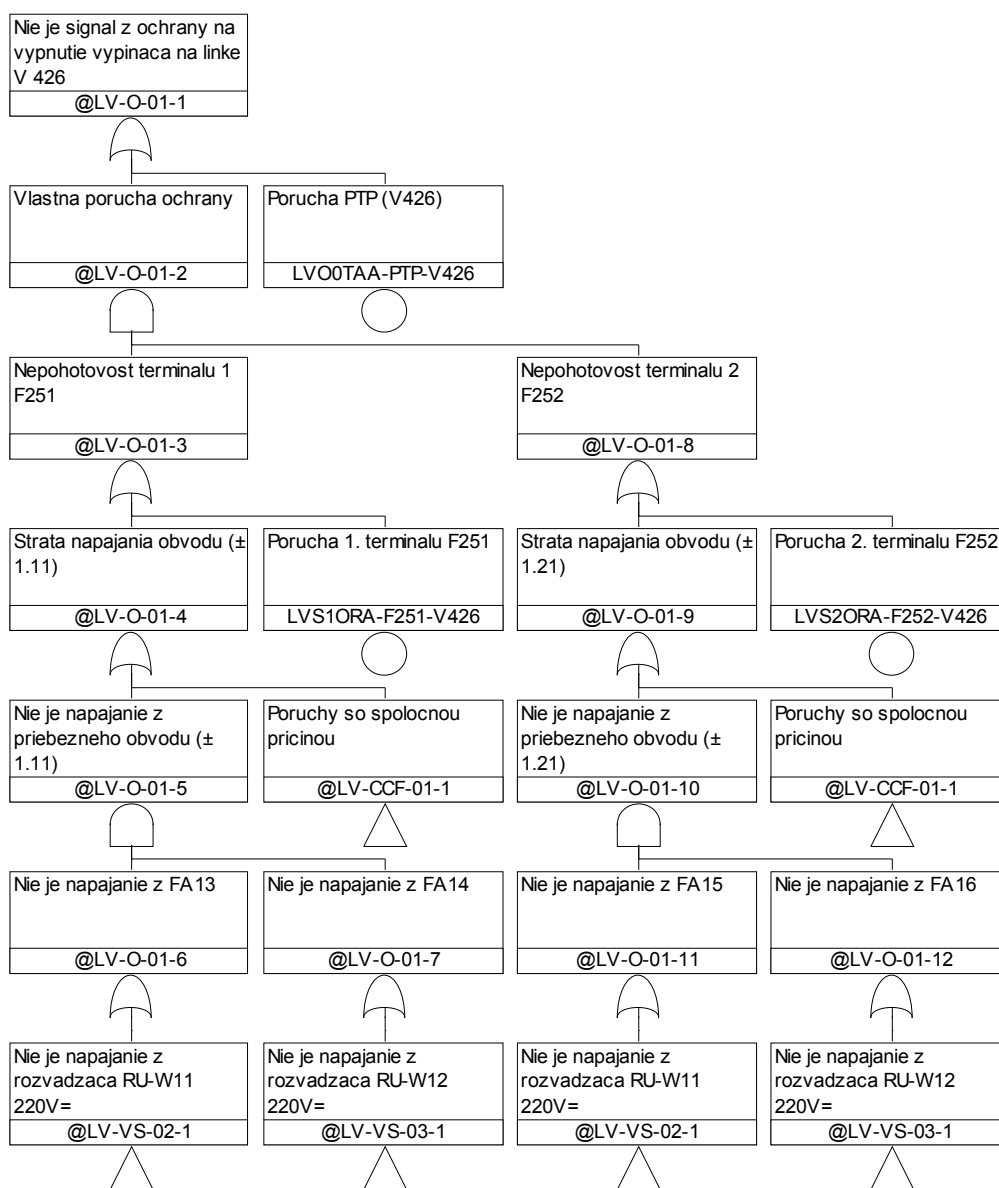 Nie je signal z ochrany na
vypnutie vypinaca na linke
V 426
@LV-O-01-1
Vlastna porucha ochrany
@LV-O-01-2
Porucha PTP (V426)
LVO0TAA-PTP-V426
Nepohotovost terminalu 1
F251
@LV-O-01-3
Nepohotovost terminalu 2
F252
@LV-O-01-8
Strata napajania obvodu (±
1.11)
@LV-O-01-4
Porucha 1. terminalu F251
LVS1ORA-F251-V426
Strata napajania obvodu (±
1.21)
@LV-O-01-9
Porucha 2. terminalu F252
LVS2ORA-F252-V426
Nie je napajanie z
priebezneho obvodu (±
1.11)
@LV-O-01-5
Poruchy so spolocnou
pricinou
@LV-CCF-01-1
Nie je napajanie z
priebezneho obvodu (±
1.21)
@LV-O-01-10
Poruchy so spolocnou
pricinou
@LV-CCF-01-1
Nie je napajanie z FA13
@LV-O-01-6
Nie je napajanie z FA14
@LV-O-01-7
Nie je napajanie z FA15
@LV-O-01-11
Nie je napajanie z FA16
@LV-O-01-12
Nie je napajanie z
rozvadzaca RU-W11
220V=
@LV-VS-02-1
Nie je napajanie z
rozvadzaca RU-W12
220V=
@LV-VS-03-1
Nie je napajanie z
rozvadzaca RU-W11
220V=
@LV-VS-02-1
Nie je napajanie z
rozvadzaca RU-W12
220V=
@LV-VS-03-1